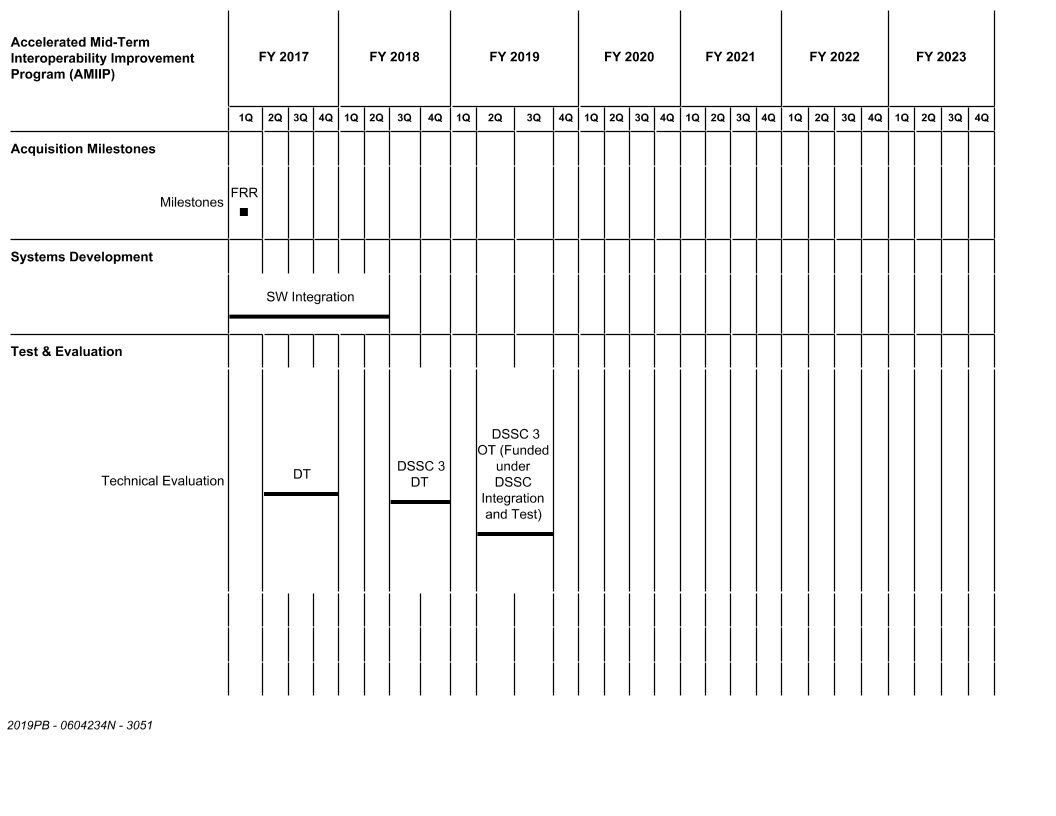 Accelerated Mid-Term
Interoperability Improvement
Program (AMIIP)
FY 2017 FY 2018 FY 2019 FY 2020 FY 2021 FY 2022 FY 2023
1Q 2Q 3Q 4Q 1Q 2Q 3Q 4Q 1Q 2Q 3Q 4Q 1Q 2Q 3Q 4Q 1Q 2Q 3Q 4Q 1Q 2Q 3Q 4Q 1Q 2Q 3Q 4Q
Acquisition Milestones
Milestones
FRR
Systems Development
SW Integration
Test & Evaluation
Technical Evaluation
DT
DSSC 3
DT
DSSC 3
OT (Funded
under
DSSC
Integration
and Test)
2019PB - 0604234N - 3051